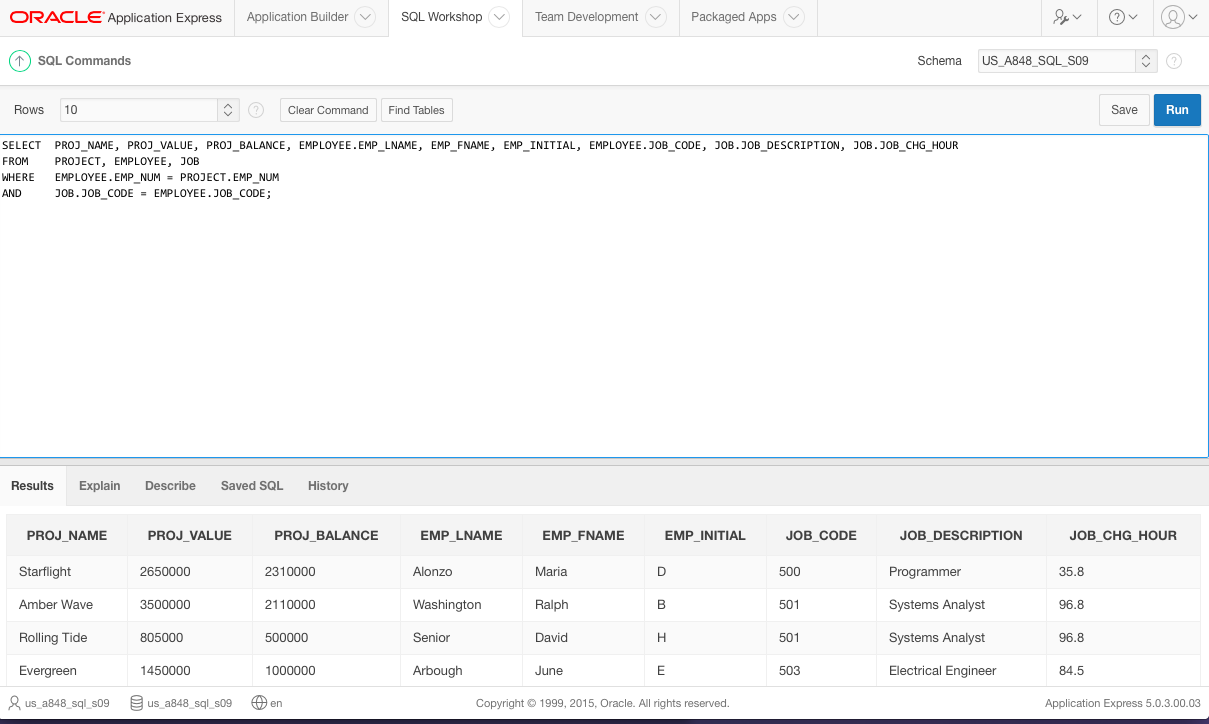 ORACLE Application Express Application Builder SQL Workshop Team Development Packaged Apps
SQL Commands Schema US_A848_SQL_S09
Rows 10 Clear Command Find Tables Save Run
SELECT PROJ_NAME, PROJ_VALUE, PROJ_BALANCE, EMPLOYEE.EMP_LNAME, EMP_FNAME, EMP_INITIAL, EMPLOYEE.JOB_CODE, JOB.JOB_DESCRIPTION, JOB.JOB_CHG_HOUR
FROM PROJECT, EMPLOYEE, JOB
WHERE EMPLOYEE.EMP_NUM = PROJECT.EMP_NUM
AND JOB.JOB_CODE = EMPLOYEE.JOB_CODE;
Results Explain Describe Saved SQL History
PROJ_NAME PROJ_VALUE PROJ_BALANCE EMP_LNAME EMP_FNAME EMP_INITIAL JOB_CODE JOB_DESCRIPTION JOB_CHG_HOUR
Starflight 2650000 2310000 Alonzo Maria D 500 Programmer 35.8
Amber Wave 3500000 2110000 Washington Ralph B 501 Systems Analyst 96.8
Rolling Tide 805000 500000 Senior David H 501 Systems Analyst 96.8
Evergreen 1450000 1000000 Arbough June E 503 Electrical Engineer 84.5
us_a848_sql_s09 us_a848_sql_s09 en Copyright © 1999, 2015, Oracle. All rights reserved. Application Express 5.0.3.00.03